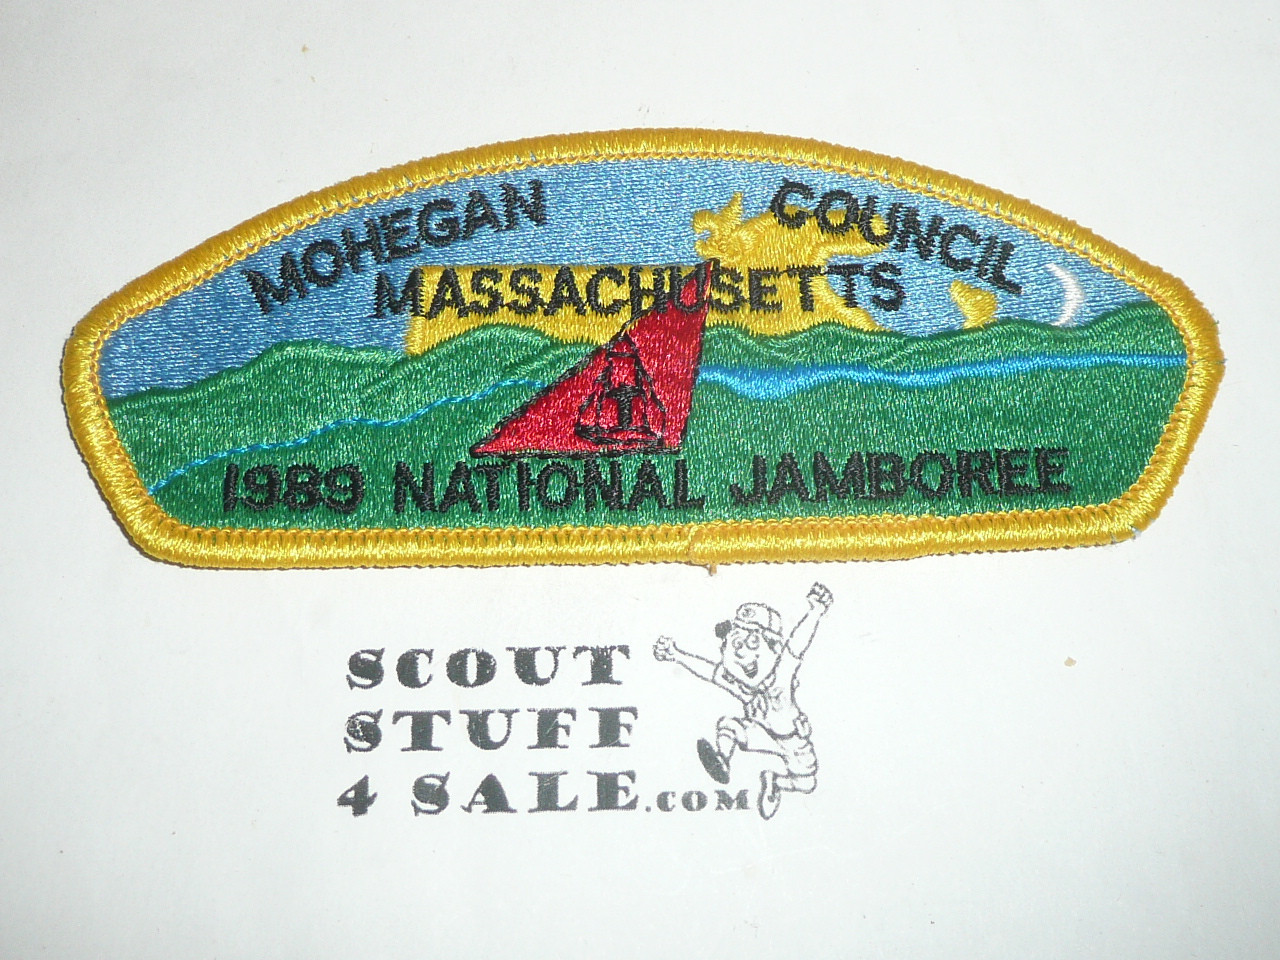 MOHEGAN COUNCIL
MASSACHUSETTS
1989 NATIONAL JAMBOREE
SCOUT
STUFF
4 SALE.COM